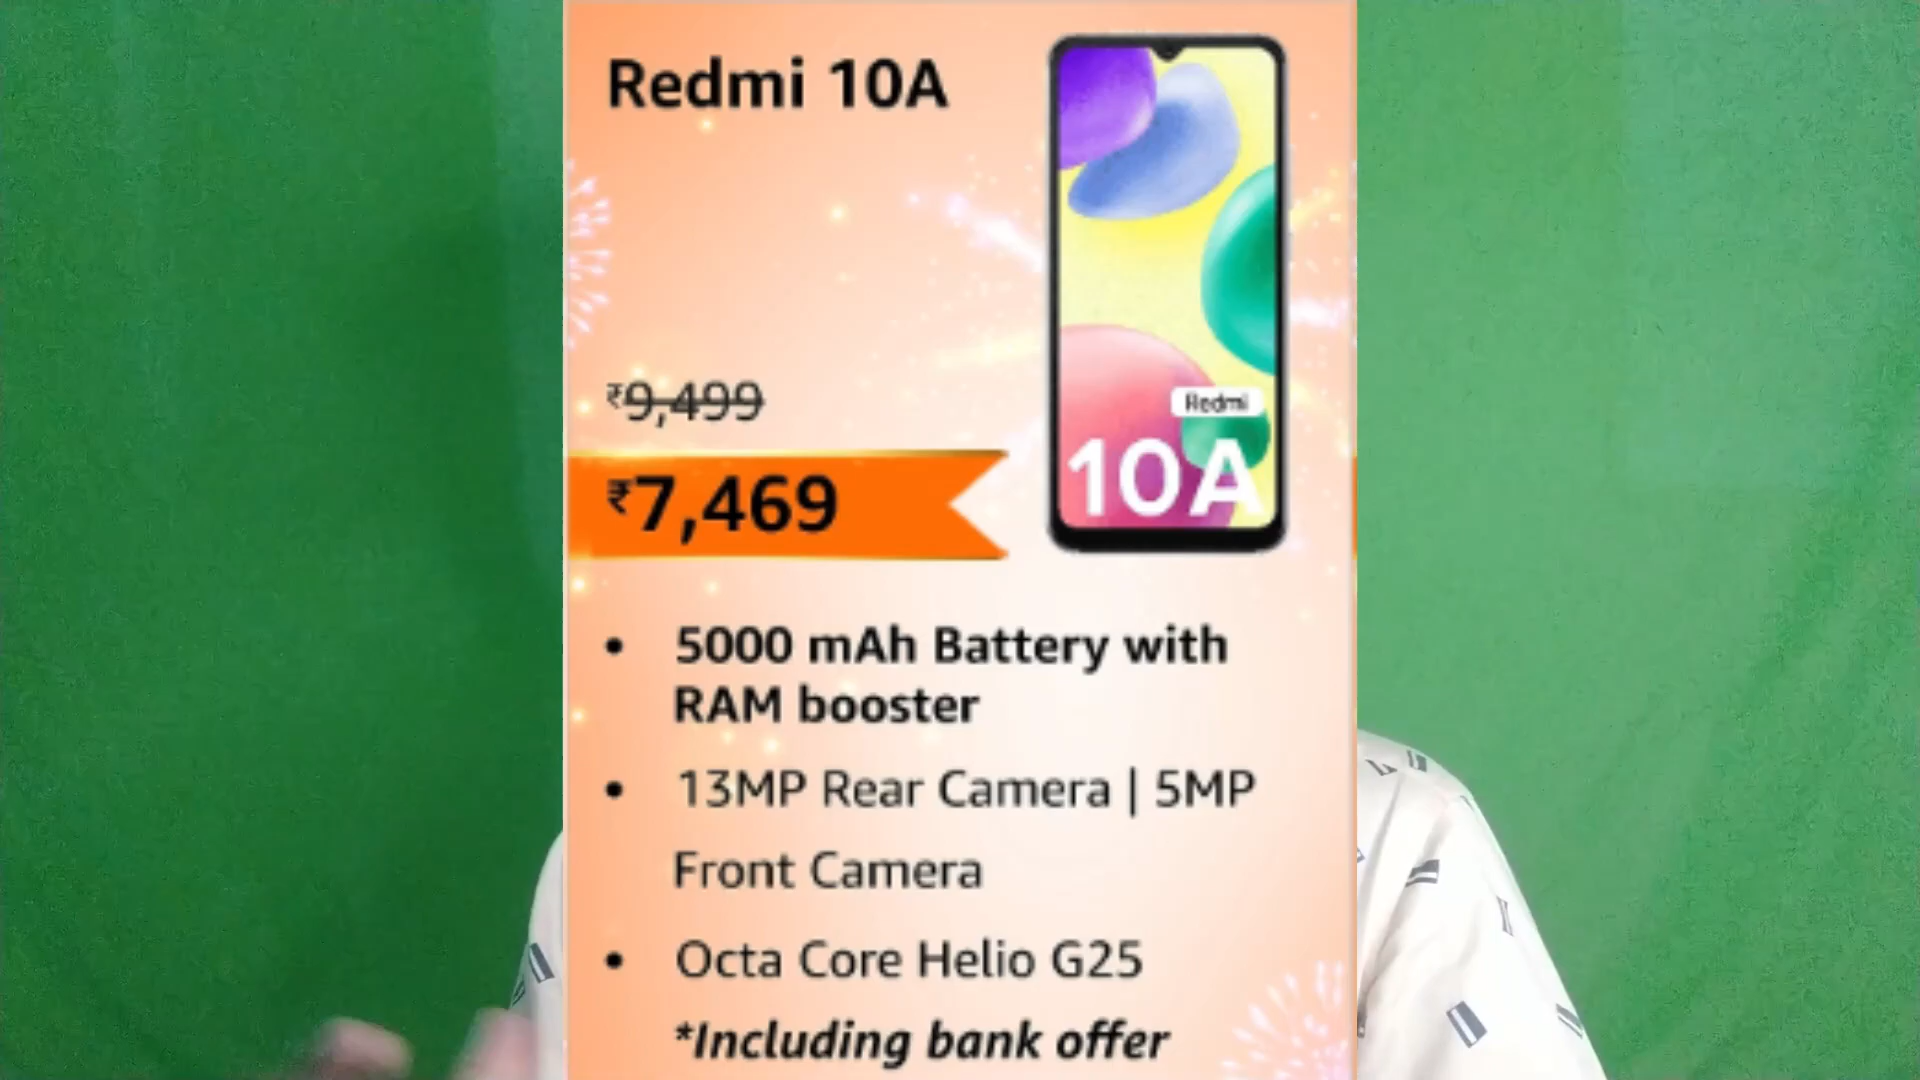 Redmi 10A
₹9,499
₹7,469
Redmi
10A
• 5000 mAh Battery with
RAM booster
• 13MP Rear Camera | 5MP
Front Camera
• Octa Core Helio G25
*Including bank offer